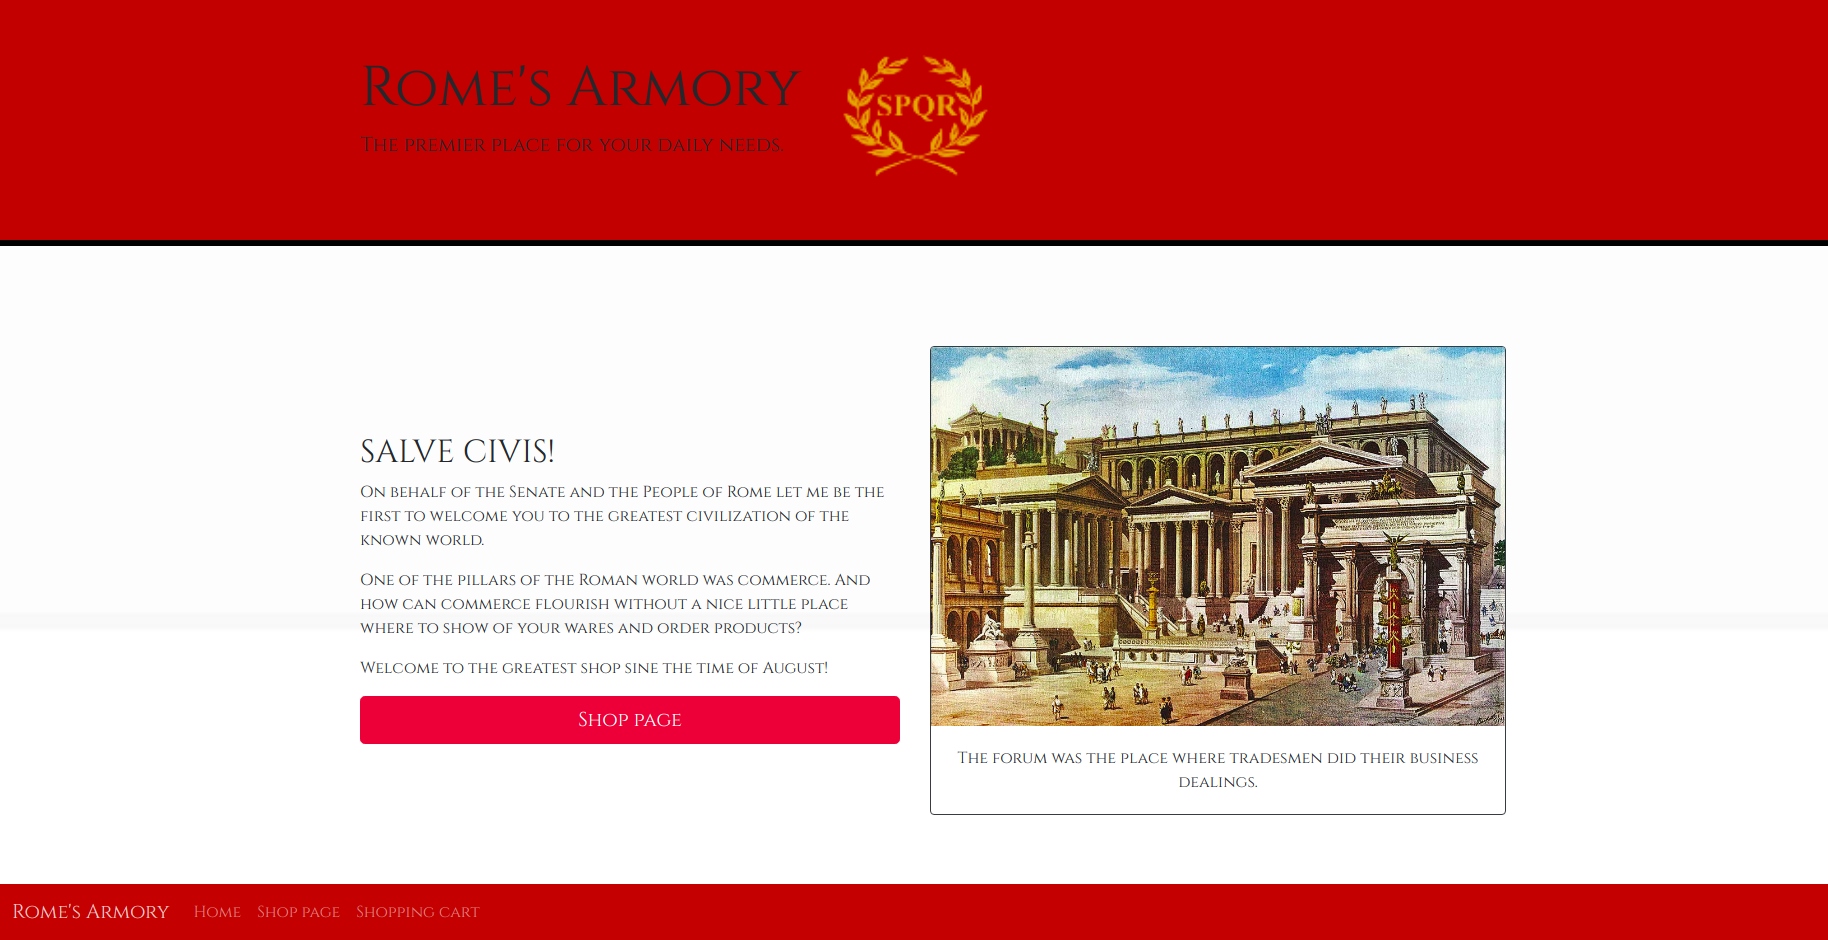 Rome's Armory
The premier place for your daily needs.
SPQR
SALVE CIVIS!
On behalf of the Senate and the People of Rome let me be the
first to welcome you to the greatest civilization of the
known world.
One of the pillars of the Roman world was commerce. And
how can commerce flourish without a nice little place
where to show of your wares and order products?
Welcome to the greatest shop sine the time of August!
Shop page
The forum was the place where tradesmen did their business
dealings.
Rome's Armory Home Shop page Shopping cart